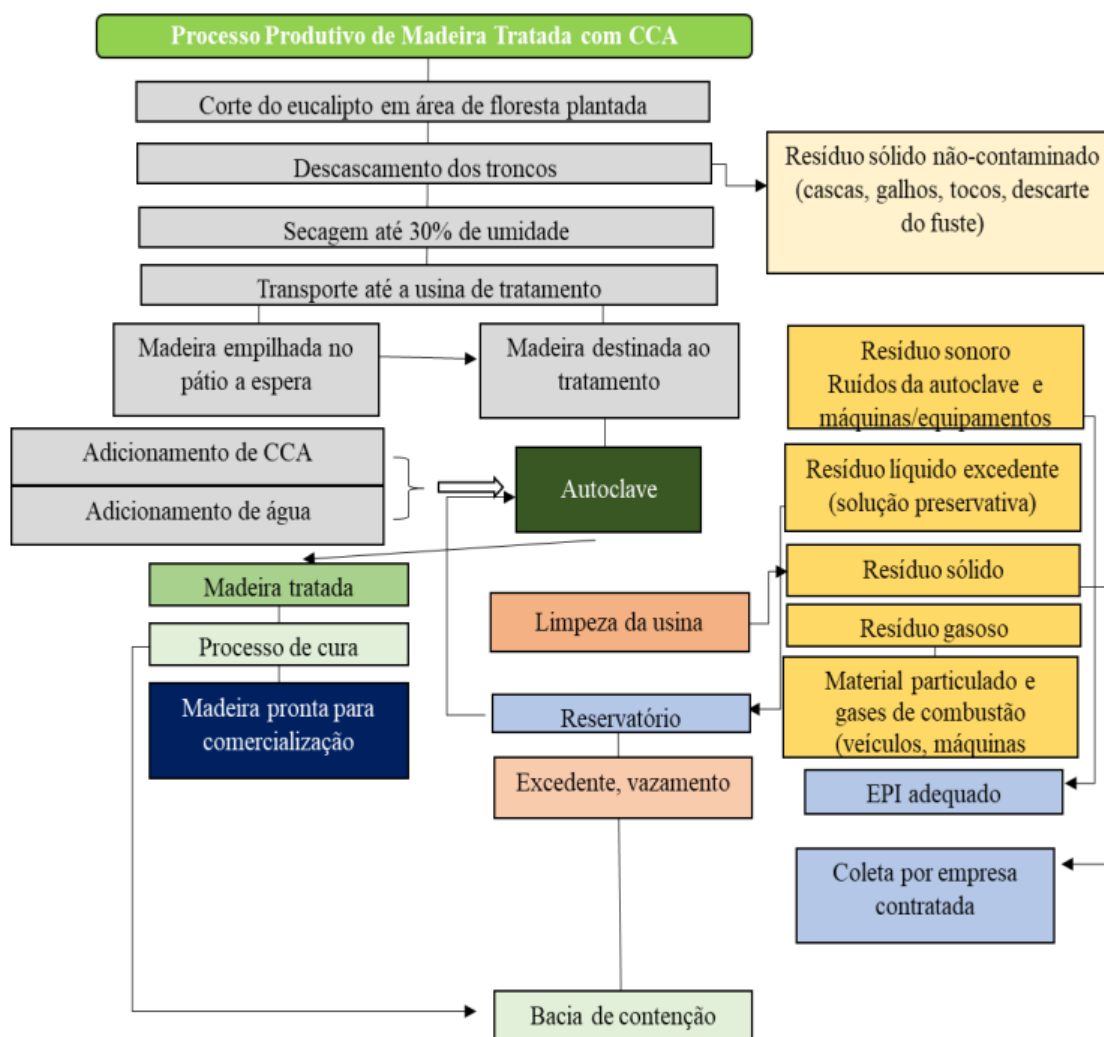 Processo Produtivo de Madeira Tratada com CCA
Corte do eucalipto em área de floresta plantada
Descascamento dos troncos
Resíduo sólido não-contaminado
(cascas, galhos, tocos, descarte
do fuste)
Secagem até 30% de umidade
Transporte até a usina de tratamento
Madeira empilhada no
pátio a espera
Madeira destinada ao
tratamento
Resíduo sonoro
Ruídos da autoclave e
máquinas/equipamentos
Adicionamento de CCA
Adicionamento de água
Autoclave
Resíduo líquido excedente
(solução preservativa)
Resíduo sólido
Madeira tratada
Limpeza da usina
Resíduo gasoso
Processo de cura
Material particulado e
gases de combustão
(veículos, máquinas
Madeira pronta para
comercialização
Reservatório
Excedente, vazamento
EPI adequado
Coleta por empresa
contratada
Bacia de contenção